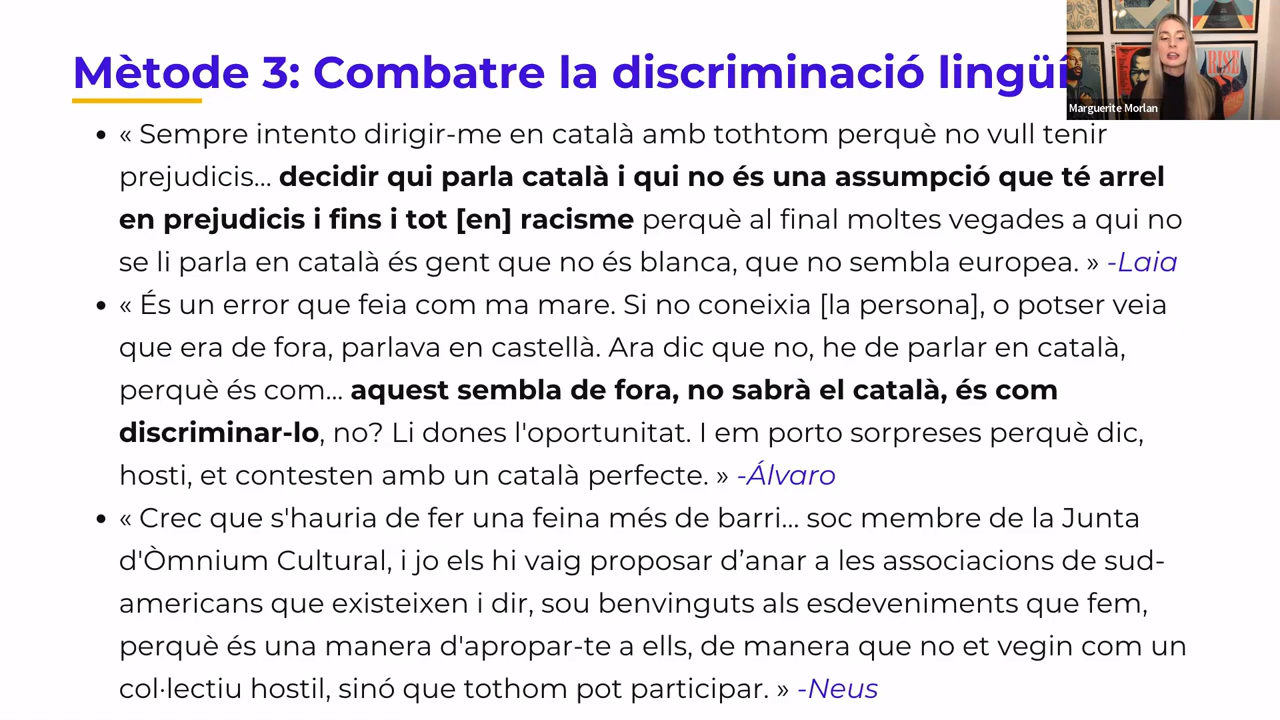 Mètode 3: Combatre la discriminació lingüí
Marguerite Morlan
RISE
• « Sempre intento dirigir-me en català amb tothtom perquè no vull tenir
prejudicis... decidir qui parla català i qui no és una assumpció que té arrel
en prejudicis i fins i tot [en] racisme perquè al final moltes vegades a qui no
se li parla en català és gent que no és blanca, que no sembla europea. » -Laia
• « És un error que feia com ma mare. Si no coneixia [la persona], o potser veia
que era de fora, parlava en castellà. Ara dic que no, he de parlar en català,
perquè és com... aquest sembla de fora, no sabrà el català, és com
discriminar-lo, no? Li dones l'oportunitat. I em porto sorpreses perquè dic,
hosti, et contesten amb un català perfecte. » -Álvaro
• « Crec que s'hauria de fer una feina més de barri... soc membre de la Junta
d'Òmnium Cultural, i jo els hi vaig proposar d’anar a les associacions de sud-
americans que existeixen i dir, sou benvinguts als esdeveniments que fem,
perquè és una manera d'apropar-te a ells, de manera que no et vegin com un
col·lectiu hostil, sinó que tothom pot participar. » -Neus